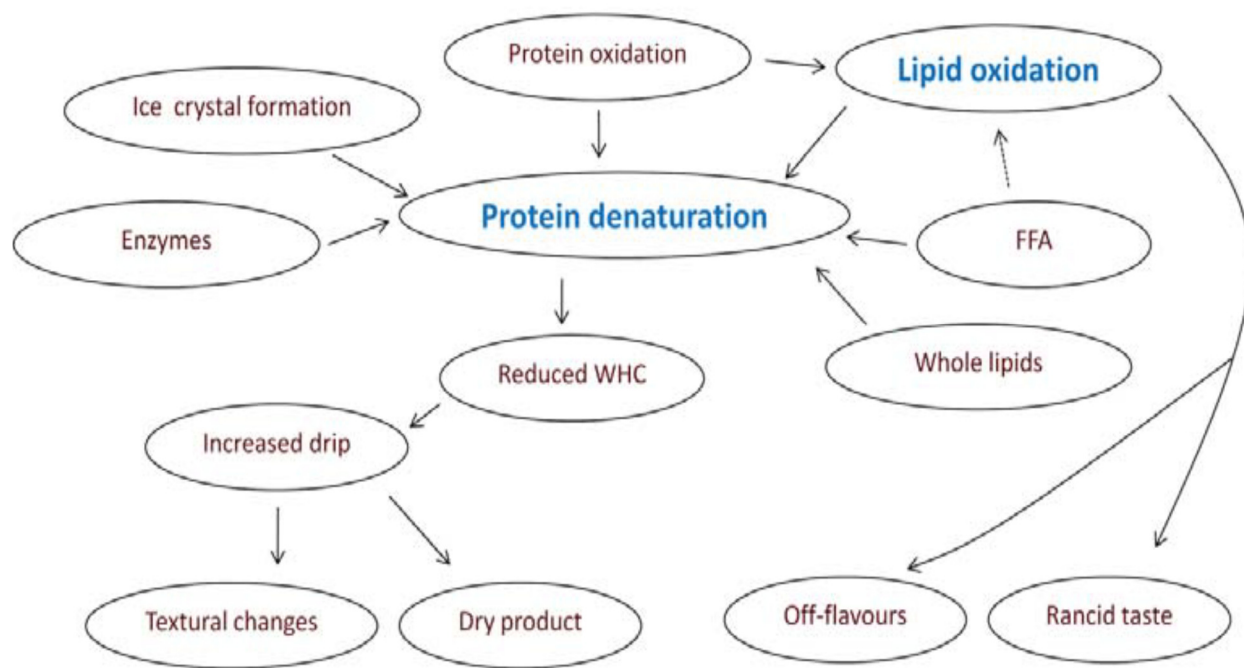 Protein oxidation
Lipid oxidation
Ice crystal formation
Protein denaturation
Enzymes
FFA
Reduced WHC
Whole lipids
Increased drip
Textural changes
Dry product
Off-flavours
Rancid taste